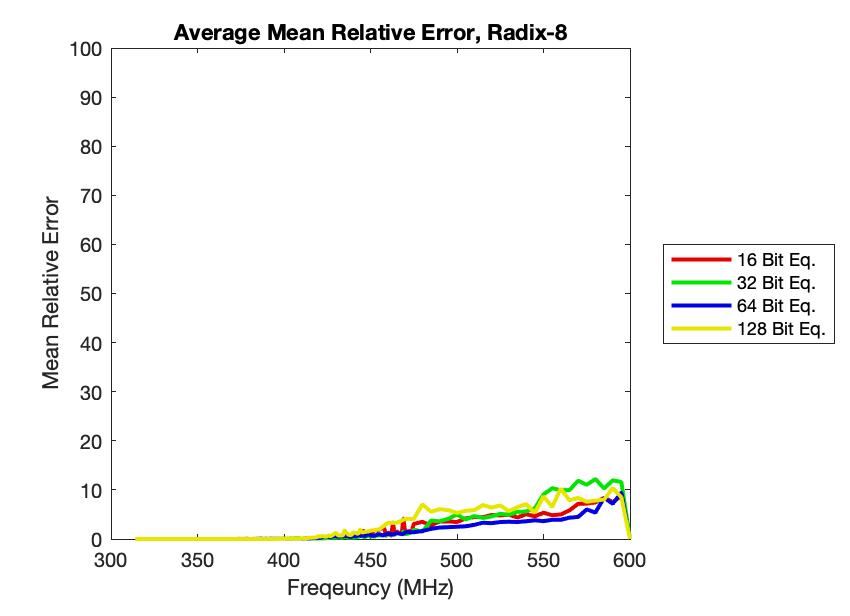 Average Mean Relative Error, Radix-8
100
90
80
70
60
50
40
30
20
10
0
Mean Relative Error
300 350 400 450 500 550 600
Freqeuncy (MHz)
16 Bit Eq.
32 Bit Eq.
64 Bit Eq.
128 Bit Eq.